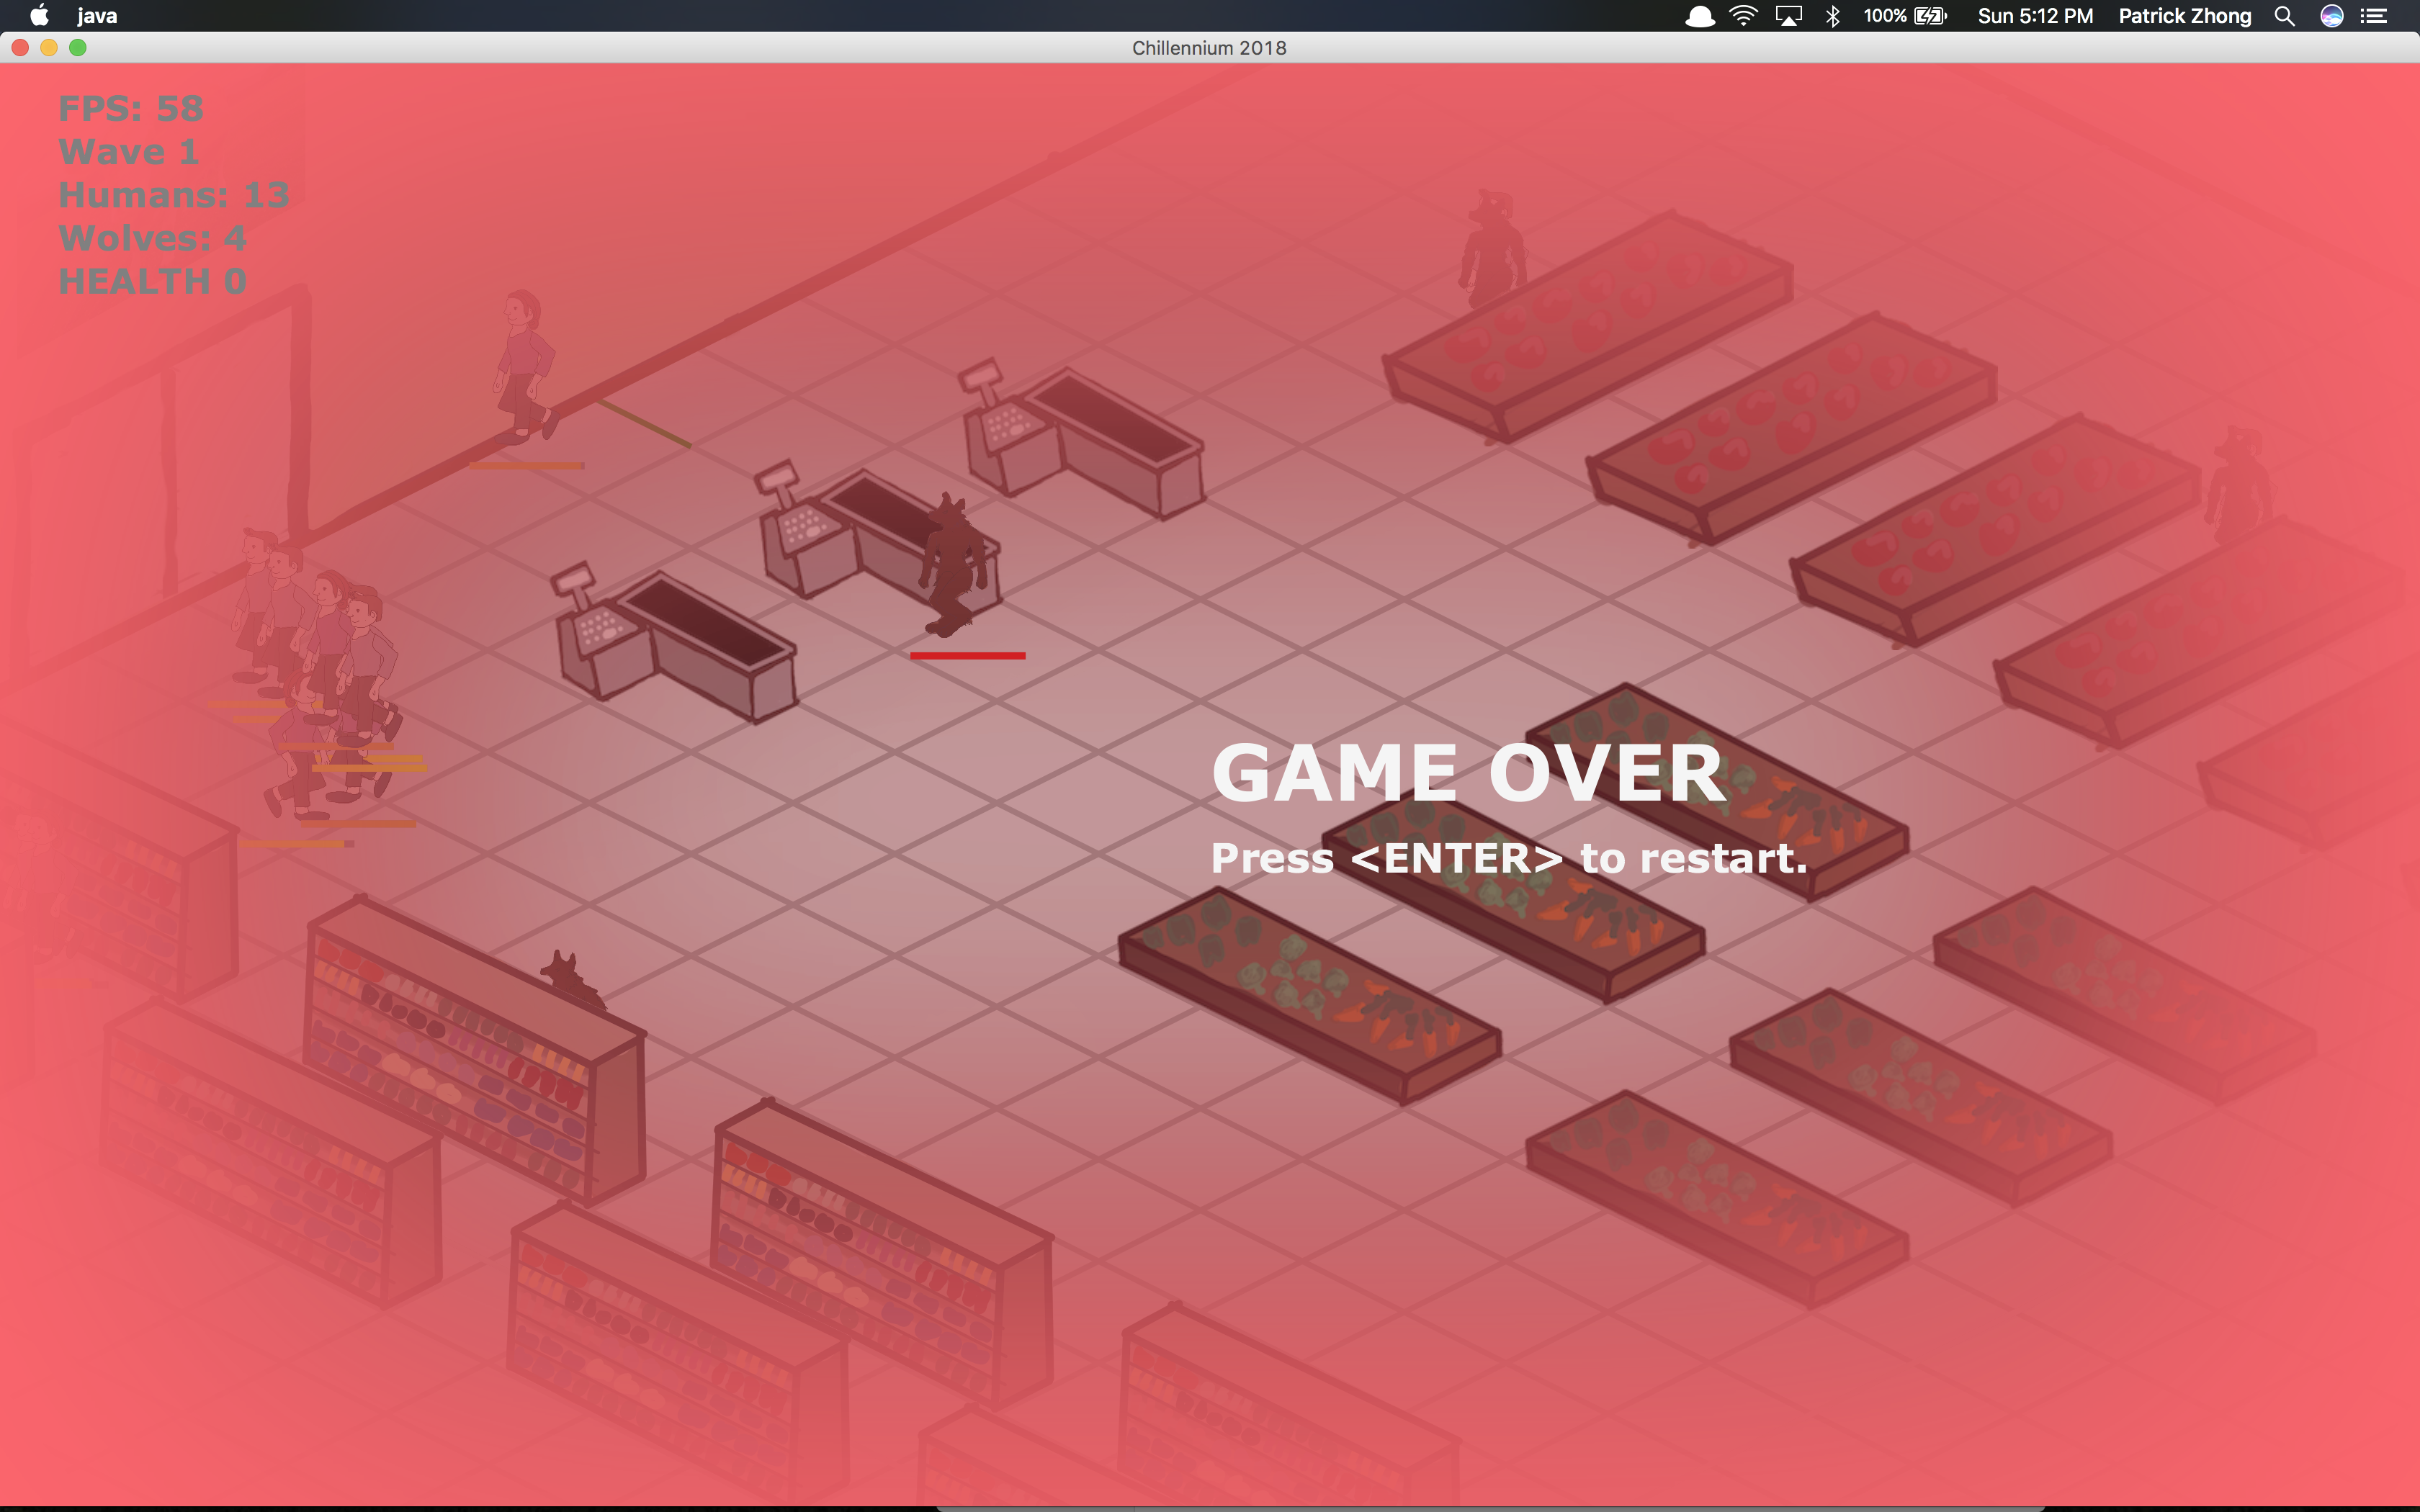 java
100%
Sun 5:12 PM
Patrick Zhong
Chillennium 2018
FPS: 58
Wave 1
Humans: 13
Wolves: 4
HEALTH 0
GAME OVER
Press <ENTER> to restart.